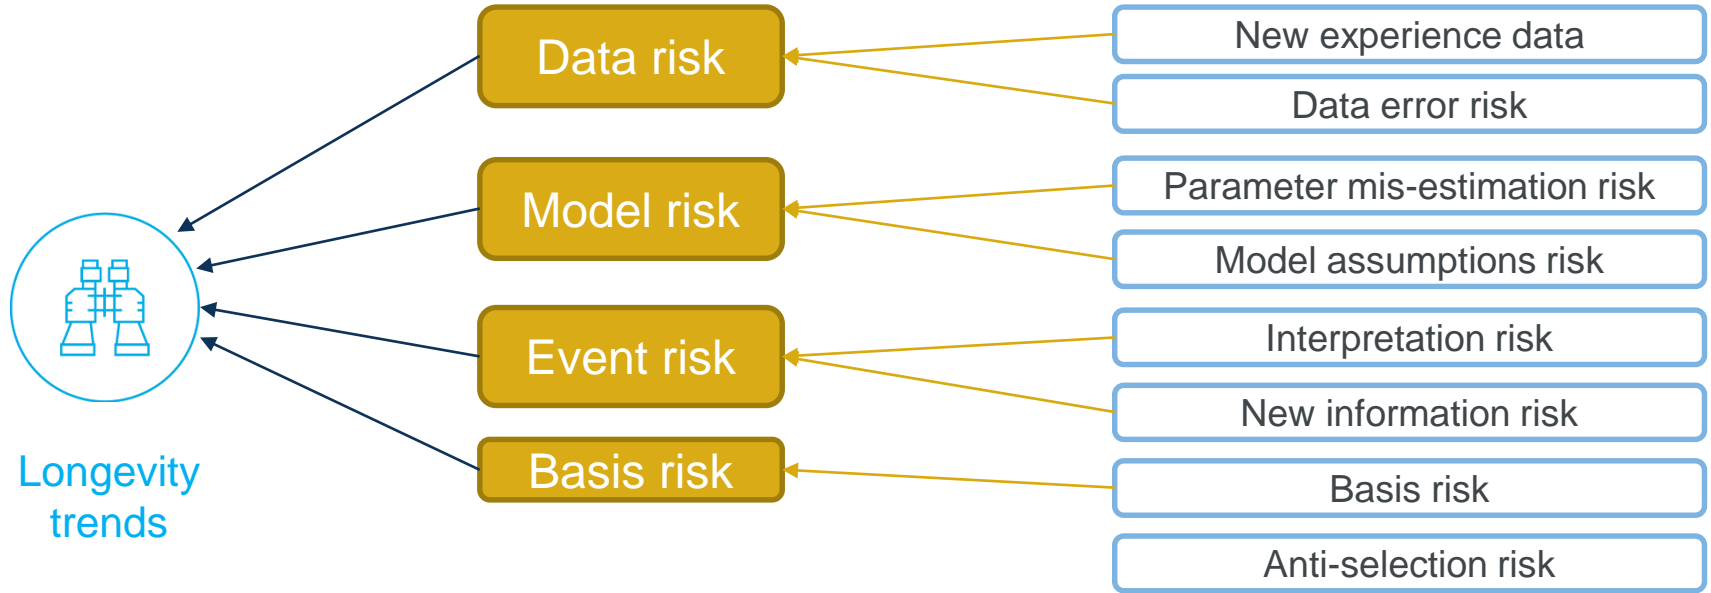 Data risk
New experience data
Data error risk
Model risk
Parameter mis-estimation risk
Model assumptions risk
Event risk
Interpretation risk
New information risk
Basis risk
Basis risk
Anti-selection risk
Longevity
trends